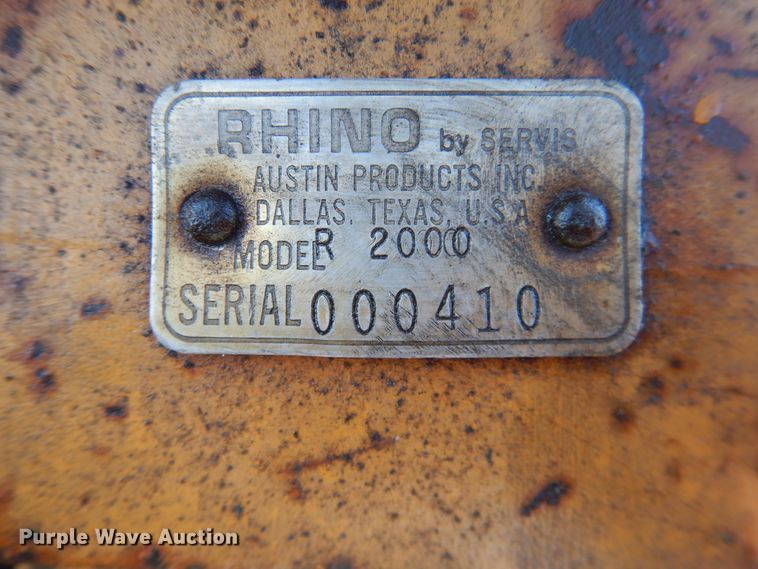 RHINO by SERVIS
AUSTIN PRODUCTS INC.
DALLAS, TEXAS, U.S.A.
MODEL R 2000
SERIAL 000410
Purple Wave Auction